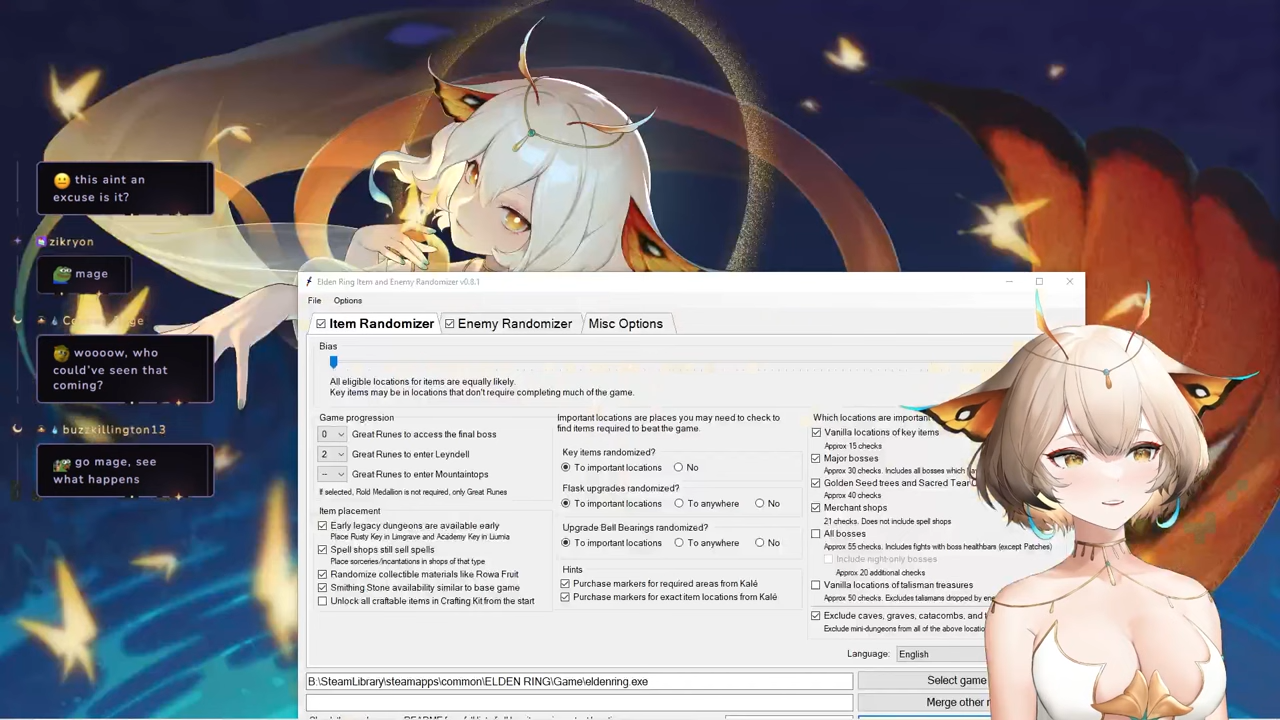 this aint an
excuse is it?
zikryon
mage
woooow, who
could've seen that
coming?
buzzkillington13
go mage, see
what happens
Elden Ring Item and Enemy Randomizer v0.8.1
File Options
Item Randomizer Enemy Randomizer Misc Options
Bias
All eligible locations for items are equally likely.
Key items may be in locations that don't require completing much of the game.
Game progression
0 Great Runes to access the final boss
2 Great Runes to enter Leyndell
-- Great Runes to enter Mountaintops
If selected, Rold Medallion is not required, only Great Runes
Item placement
Early legacy dungeons are available early
Place Rusty Key in Limgrave and Academy Key in Liurnia
Spell shops still sell spells
Place sorceries/incantations in shops of that type
Randomize collectible materials like Rowa Fruit
Smithing Stone availability similar to base game
Unlock all craftable items in Crafting Kit from the start
Important locations are places you may need to check to
find items required to beat the game.
Key items randomized?
To important locations No
Flask upgrades randomized?
To important locations To anywhere No
Upgrade Bell Bearings randomized?
To important locations To anywhere No
Hints
Purchase markers for required areas from Kalé
Purchase markers for exact item locations from Kalé
Which locations are important
Vanilla locations of key items
Approx 15 checks
Major bosses
Approx 30 checks. Includes all bosses which
Golden Seed trees and Sacred Tear
Approx 40 checks
Merchant shops
21 checks. Does not include spell shops
All bosses
Approx 55 checks. Includes fights with boss healthbars (except Patches)
Include night-only bosses
Approx 20 additional checks
Vanilla locations of talisman treasures
Approx 50 checks. Excludes talismans dropped by
Exclude caves, graves, catacombs, and
Exclude mini-dungeons from all of the above
Language: English
B:\SteamLibrary\steamapps\common\ELDEN RING\Game\eldenring.exe
Select game
Merge other